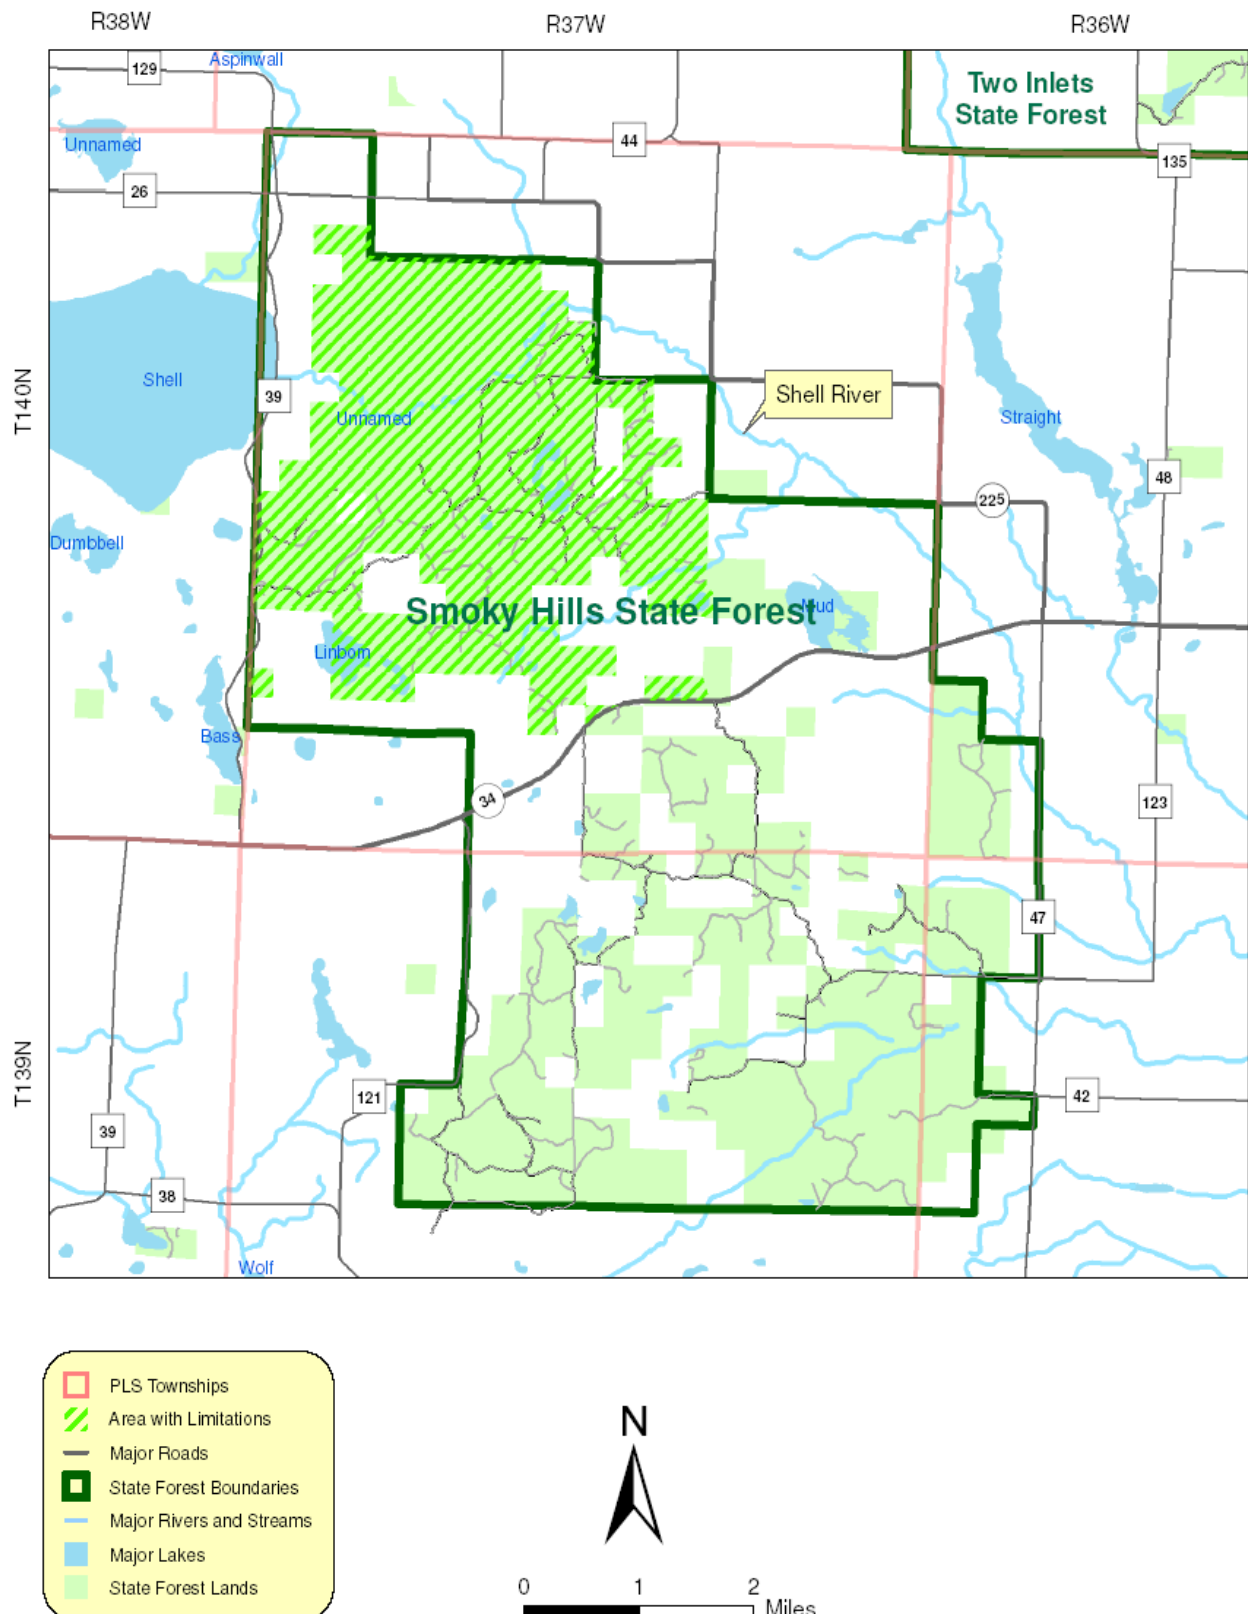 R38W
R37W
R36W
Aspinwall
129
Two Inlets
State Forest
Unnamed
44
135
26
Shell
T140N
39
Unnamed
Shell River
Straight
48
225
Dumbbell
Smoky Hills State Forest
Mud
Linbom
Bass
34
123
47
T139N
121
42
39
38
Wolf
PLS Townships
Area with Limitations
Major Roads
State Forest Boundaries
Major Rivers and Streams
Major Lakes
State Forest Lands
N
0 1 2
Miles